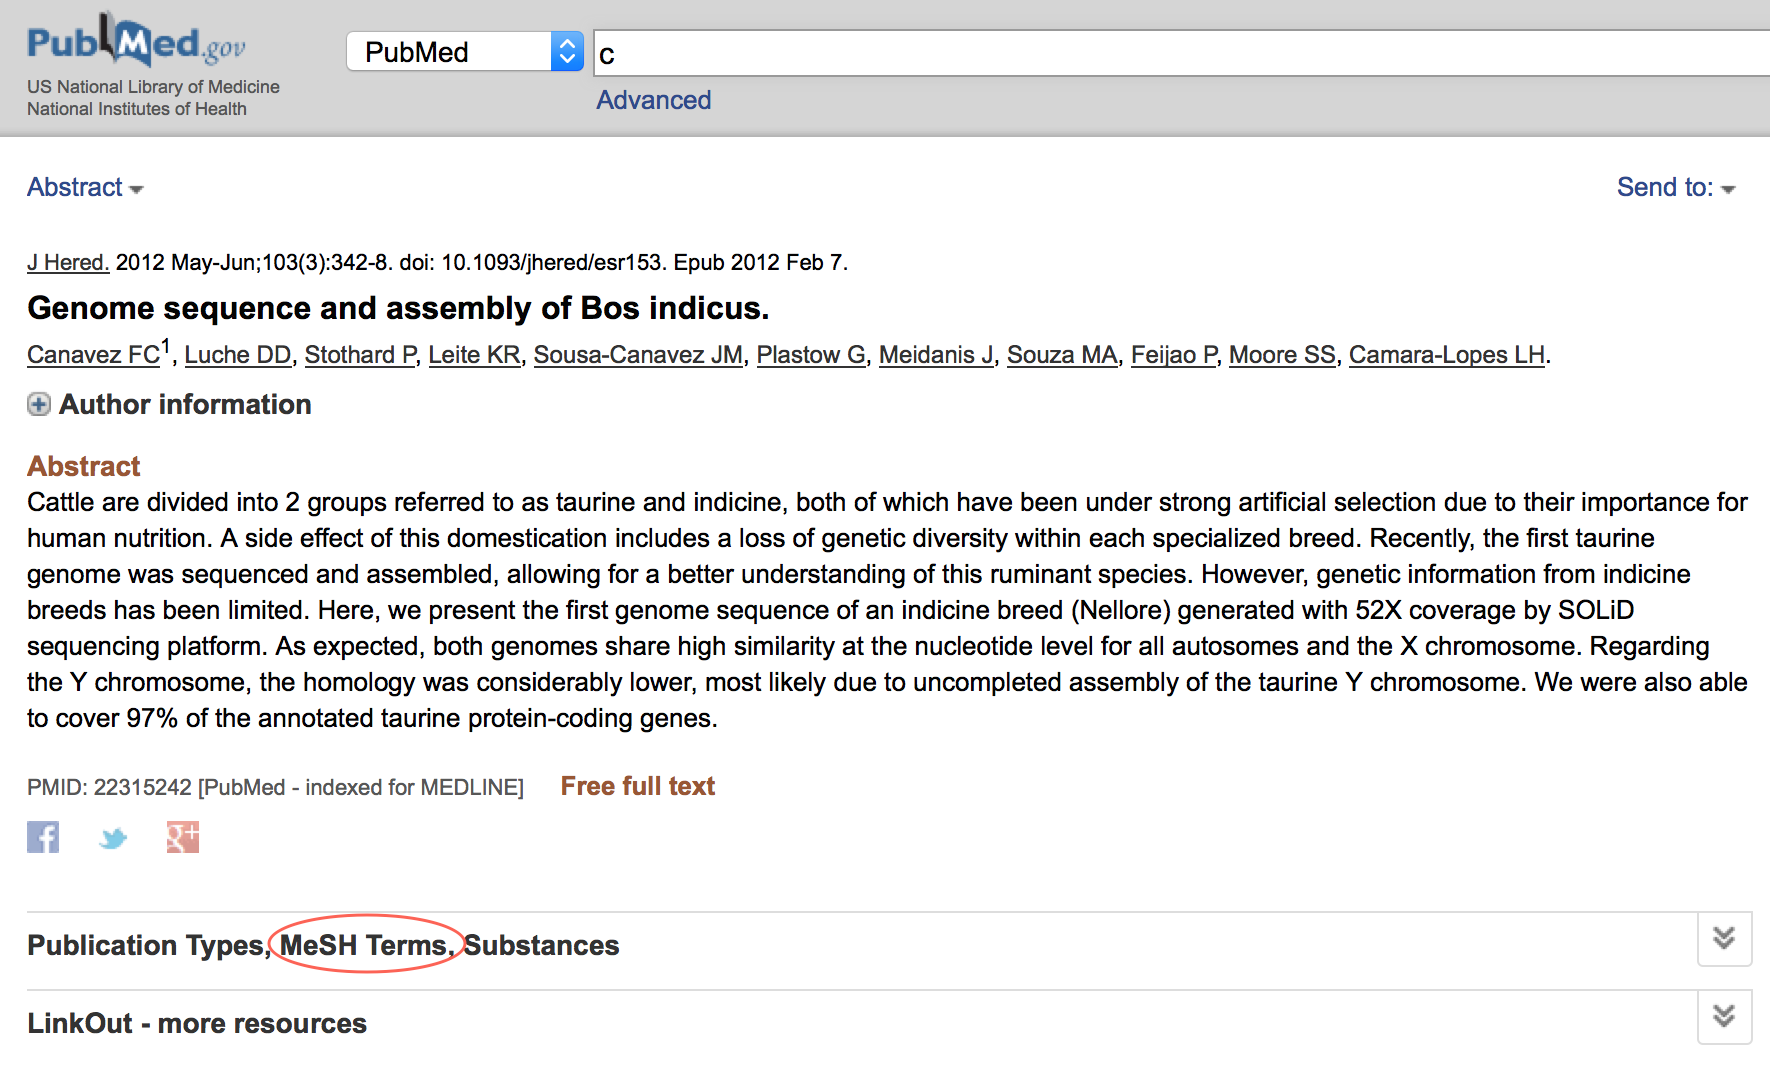 PubMed.gov
US National Library of Medicine
National Institutes of Health
PubMed
c
Advanced
Abstract
Send to:
J Hered. 2012 May-Jun;103(3):342-8. doi: 10.1093/jhered/esr153. Epub 2012 Feb 7.
Genome sequence and assembly of Bos indicus.
Canavez FC1, Luche DD, Stothard P, Leite KR, Sousa-Canavez JM, Plastow G, Meidanis J, Souza MA, Feijao P, Moore SS, Camara-Lopes LH.
Author information
Abstract
Cattle are divided into 2 groups referred to as taurine and indicine, both of which have been under strong artificial selection due to their importance for
human nutrition. A side effect of this domestication includes a loss of genetic diversity within each specialized breed. Recently, the first taurine
genome was sequenced and assembled, allowing for a better understanding of this ruminant species. However, genetic information from indicine
breeds has been limited. Here, we present the first genome sequence of an indicine breed (Nellore) generated with 52X coverage by SOLiD
sequencing platform. As expected, both genomes share high similarity at the nucleotide level for all autosomes and the X chromosome. Regarding
the Y chromosome, the homology was considerably lower, most likely due to uncompleted assembly of the taurine Y chromosome. We were also able
to cover 97% of the annotated taurine protein-coding genes.
PMID: 22315242 [PubMed - indexed for MEDLINE] Free full text
f g+
Publication Types, MeSH Terms, Substances
LinkOut - more resources